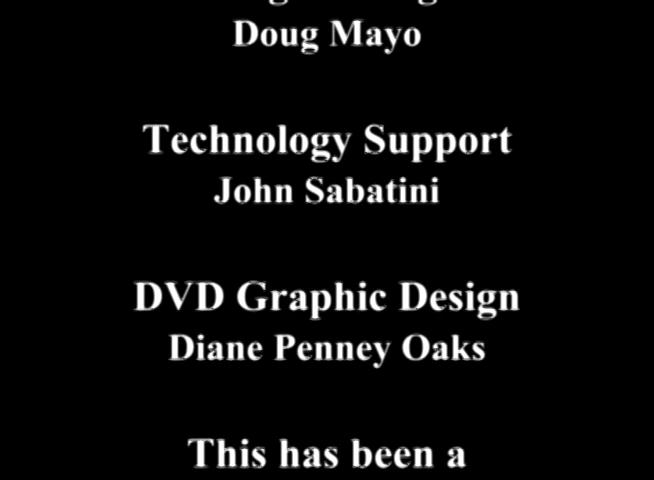 Doug Mayo
Technology Support
John Sabatini
DVD Graphic Design
Diane Penney Oaks
This has been a